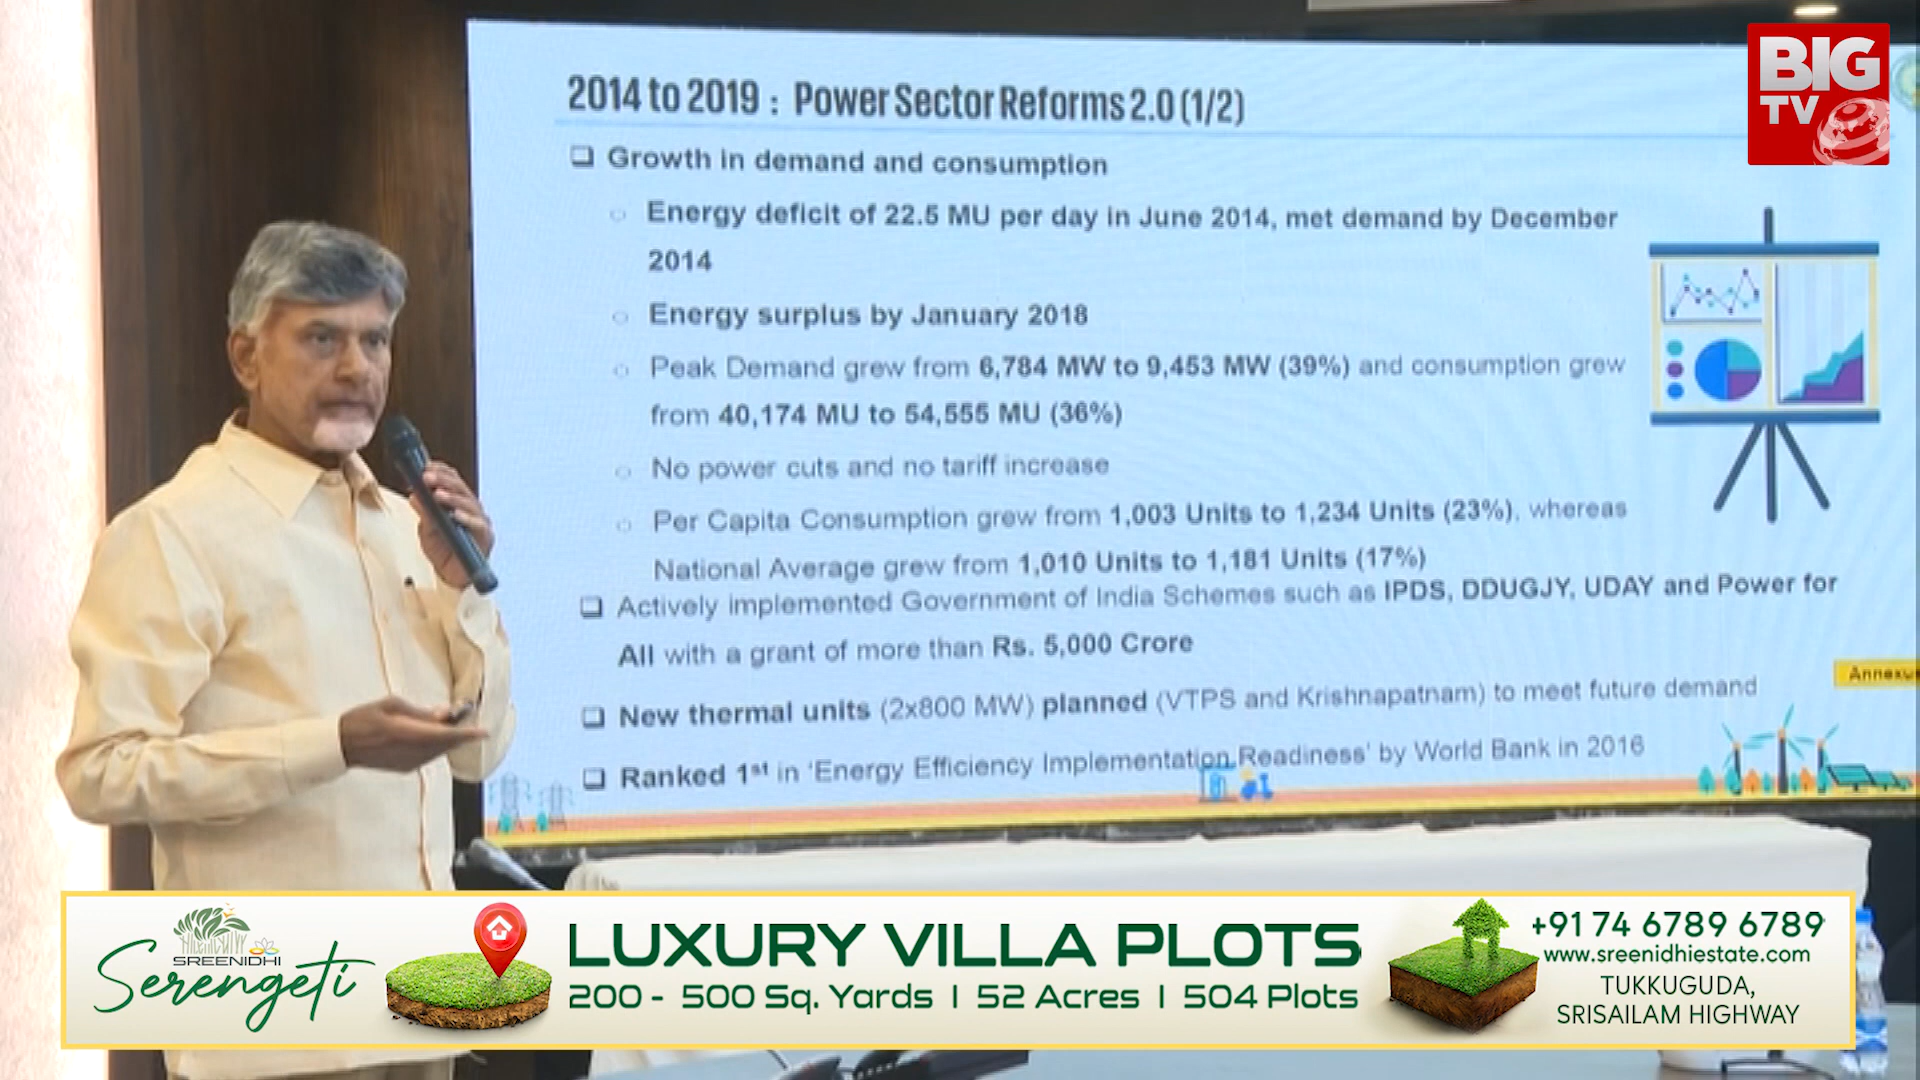 BIG
TV
2014 to 2019 : Power Sector Reforms 2.0 (1/2)
Growth in demand and consumption
Energy deficit of 22.5 MU per day in June 2014, met demand by December
2014
Energy surplus by January 2018
Peak Demand grew from 6,784 MW to 9,453 MW (39%) and consumption grew
from 40,174 MU to 54,555 MU (36%)
No power cuts and no tariff increase
Per Capita Consumption grew from 1,003 Units to 1,234 Units (23%), whereas
National Average grew from 1,010 Units to 1,181 Units (17%)
Actively implemented Government of India Schemes such as IPDS, DDUGJY, UDAY and Power for
All with a grant of more than Rs. 5,000 Crore
New thermal units (2x800 MW) planned (VTPS and Krishnapatnam) to meet future demand
Ranked 1st in 'Energy Efficiency Implementation Readiness' by World Bank in 2016
SREENIDHI
Serengeti
LUXURY VILLA PLOTS
200 - 500 Sq. Yards I 52 Acres I 504 Plots
+91 74 6789 6789
www.sreenidhiestate.com
TUKKUGUDA,
SRISAILAM HIGHWAY